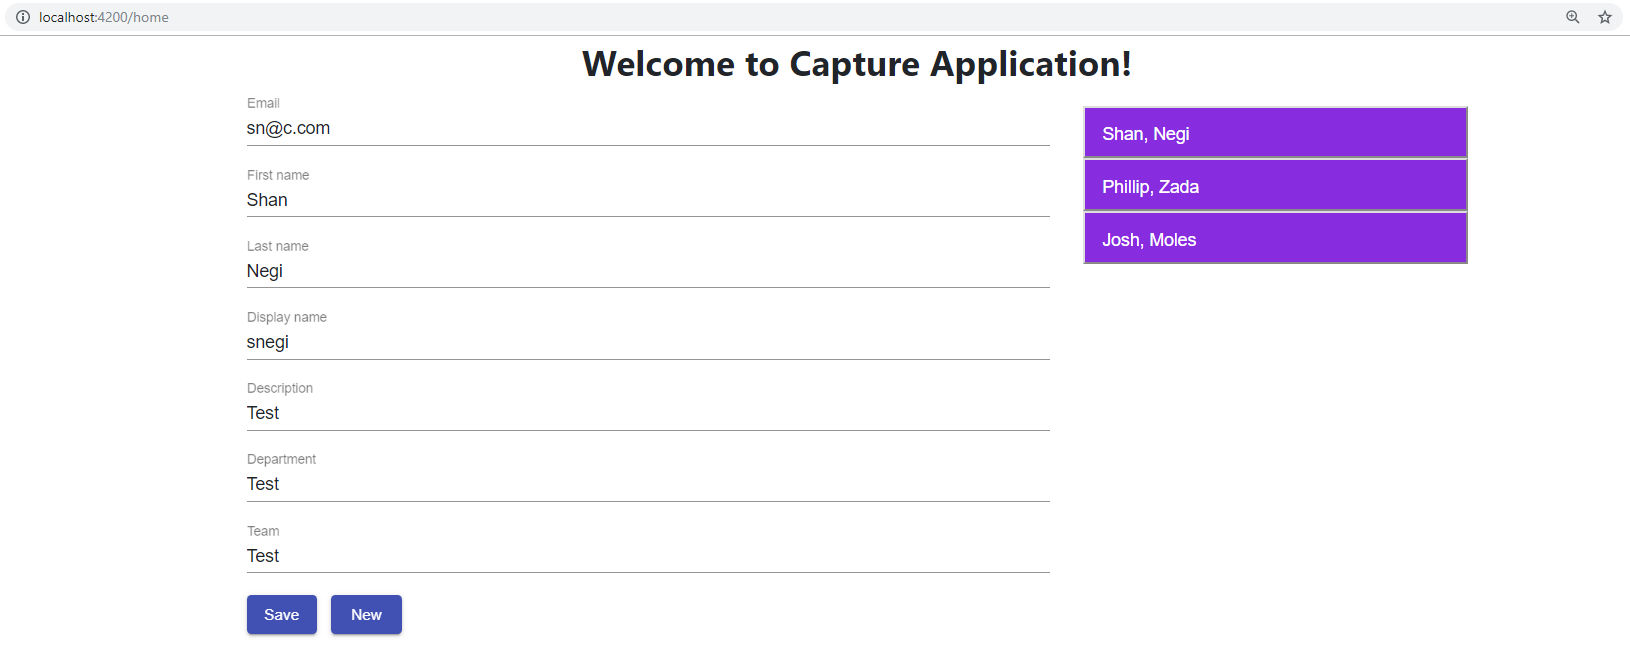 localhost:4200/home
Welcome to Capture Application!
Email
sn@c.com
First name
Shan
Last name
Negi
Display name
snegi
Description
Test
Department
Test
Team
Test
Save New
Shan, Negi
Phillip, Zada
Josh, Moles